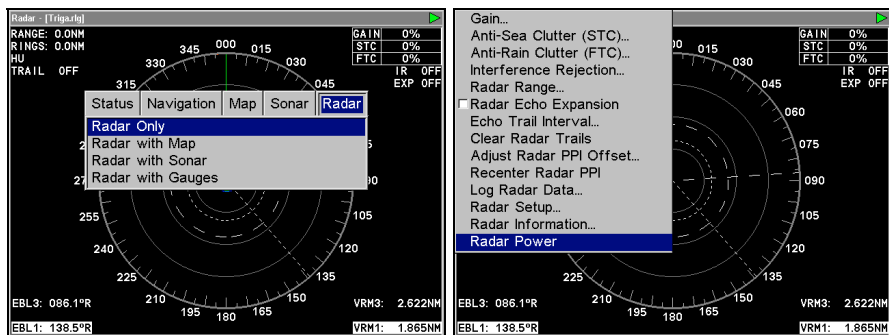 Radar - [Triga.rlg]
RANGE: 0.0NM
RINGS: 0.0NM
HU
TRAIL OFF
GAIN 0%
STC 0%
FTC 0%
IR OFF
EXP OFF
345 000 015
330 030
315 045
Status Navigation Map Sonar Radar
Radar Only
Radar with Map
Radar with Sonar
Radar with Gauges
255 105
240 120
225 135
210 150
195 180 165
EBL3: 086.1°R
VRM3: 2.622NM
EBL1: 138.5°R
VRM1: 1.865NM
Gain...
Anti-Sea Clutter (STC)...
Anti-Rain Clutter (FTC)...
Interference Rejection...
Radar Range...
Radar Echo Expansion
Echo Trail Interval...
Clear Radar Trails
Adjust Radar PPI Offset...
Recenter Radar PPI
Log Radar Data...
Radar Setup...
Radar Information...
Radar Power
GAIN 0%
STC 0%
FTC 0%
IR OFF
EXP OFF
015
030
045
060
075
090
105
120
225 135
210 150
195 180 165
EBL3: 086.1°R
VRM3: 2.622NM
EBL1: 138.5°R
VRM1: 1.865NM